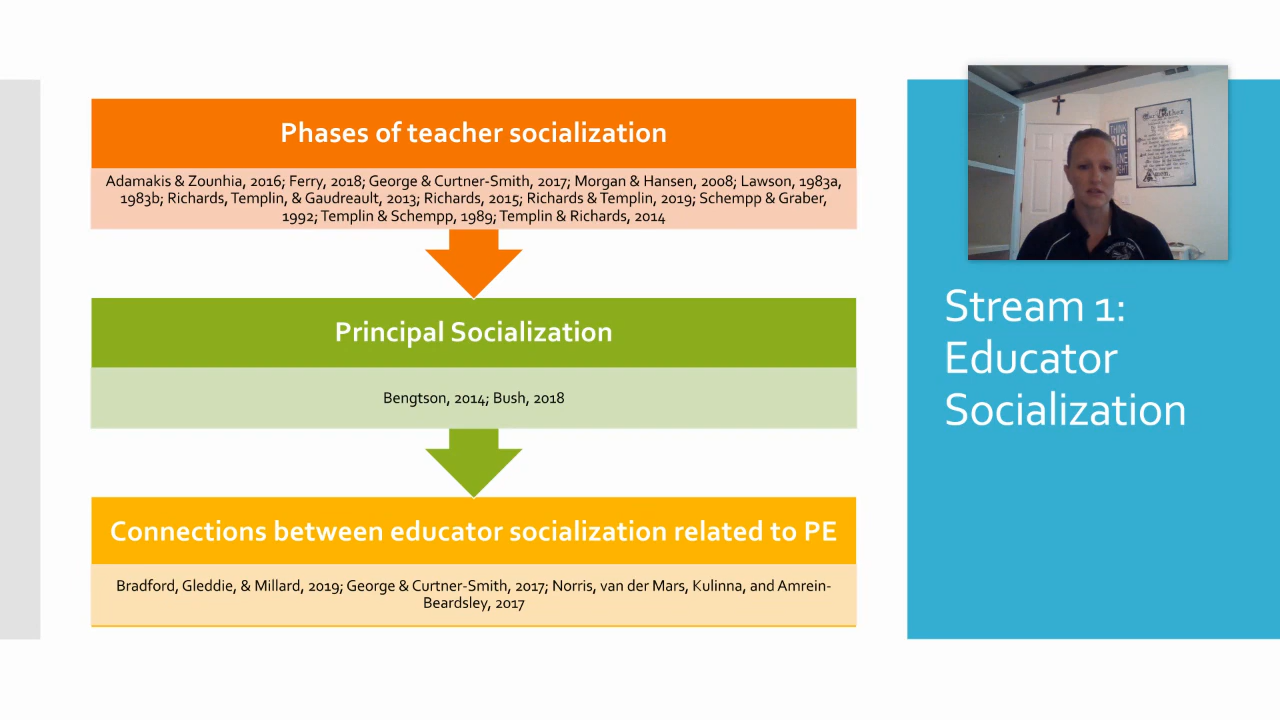 Phases of teacher socialization
Adamakis & Zounhia, 2016; Ferry, 2018; George & Curtner-Smith, 2017; Morgan & Hansen, 2008; Lawson, 1983a,
1983b; Richards, Templin, & Gaudreault, 2013; Richards, 2015; Richards & Templin, 2019; Schempp & Graber,
1992; Templin & Schempp, 1989; Templin & Richards, 2014
Principal Socialization
Bengtson, 2014; Bush, 2018
Connections between educator socialization related to PE
Bradford, Gleddie, & Millard, 2019; George & Curtner-Smith, 2017; Norris, van der Mars, Kulinna, and Amrein-
Beardsley, 2017
THINK
BIG
Stream 1:
Educator
Socialization